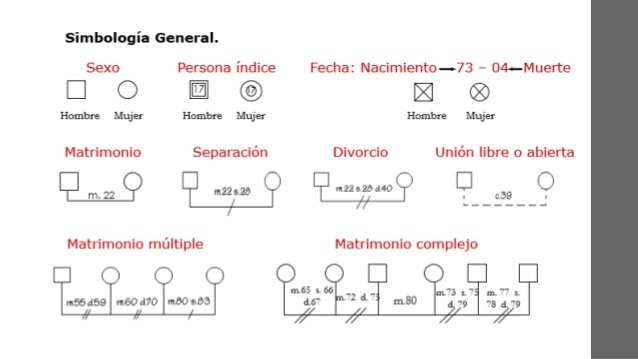 Simbología General.
Sexo
Persona índice
Fecha: Nacimiento 73 – 04 Muerte
17
17
Hombre Mujer
Hombre Mujer
Hombre Mujer
Matrimonio
Separación
Divorcio
Unión libre o abierta
m. 22
m.22 s.28
m.22 s.28 d.40
c.39
Matrimonio múltiple
Matrimonio complejo
m55 d.59
m.60 d.70
m.80 s.83
m.65 s. 66
d.67
m.72 d. 75
m.80
m.73 s. 75
d. 79
m. 77 s.
78 d. 79